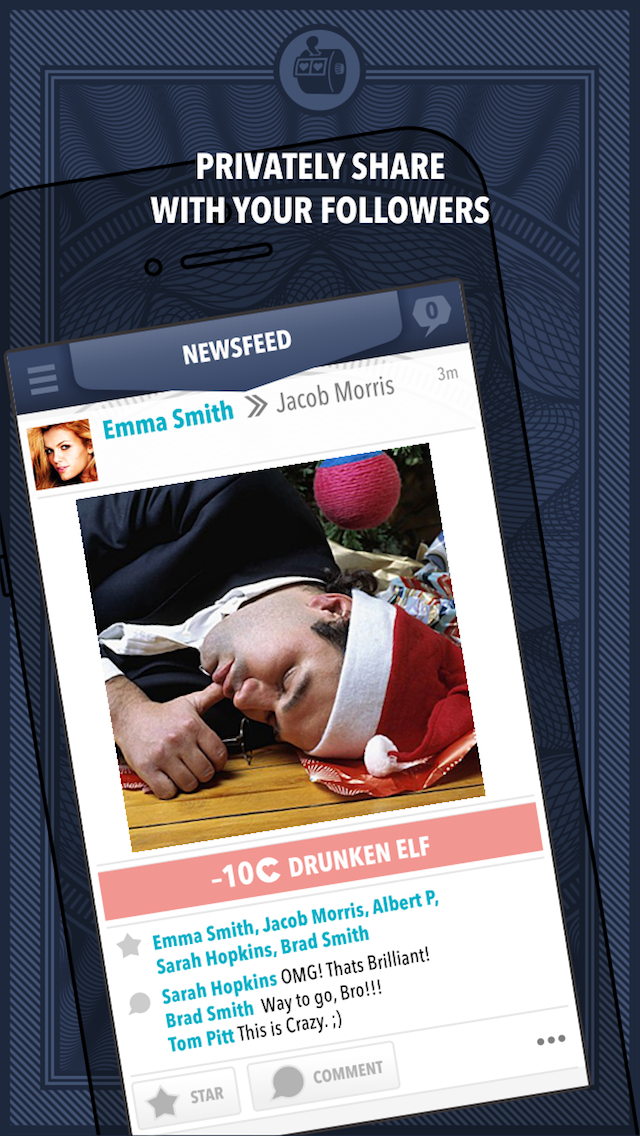 PRIVATELY SHARE
WITH YOUR FOLLOWERS
NEWSFEED
0
Emma Smith >> Jacob Morris
3m
-10C DRUNKEN ELF
Emma Smith, Jacob Morris, Albert P,
Sarah Hopkins, Brad Smith
Sarah Hopkins OMG! Thats Brilliant!
Brad Smith Way to go, Bro!!!
Tom Pitt This is Crazy. ;)
STAR
COMMENT